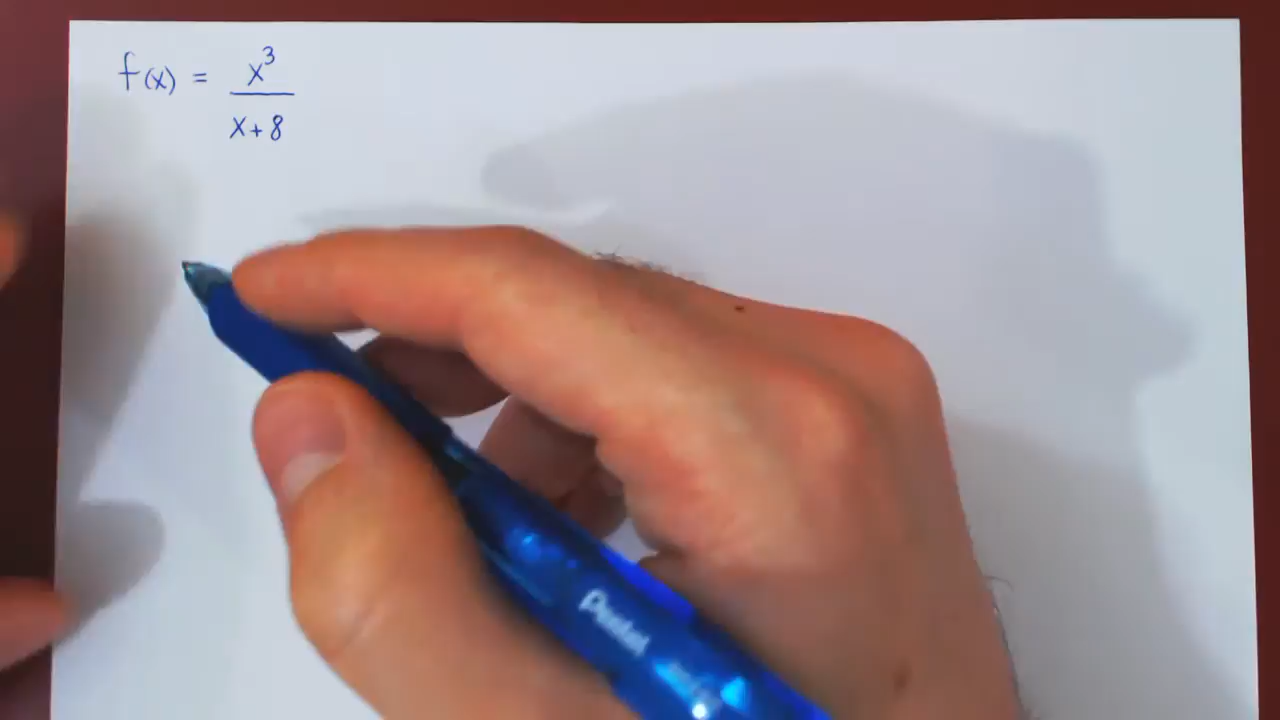 f(x) = x³
x+8
Pentel